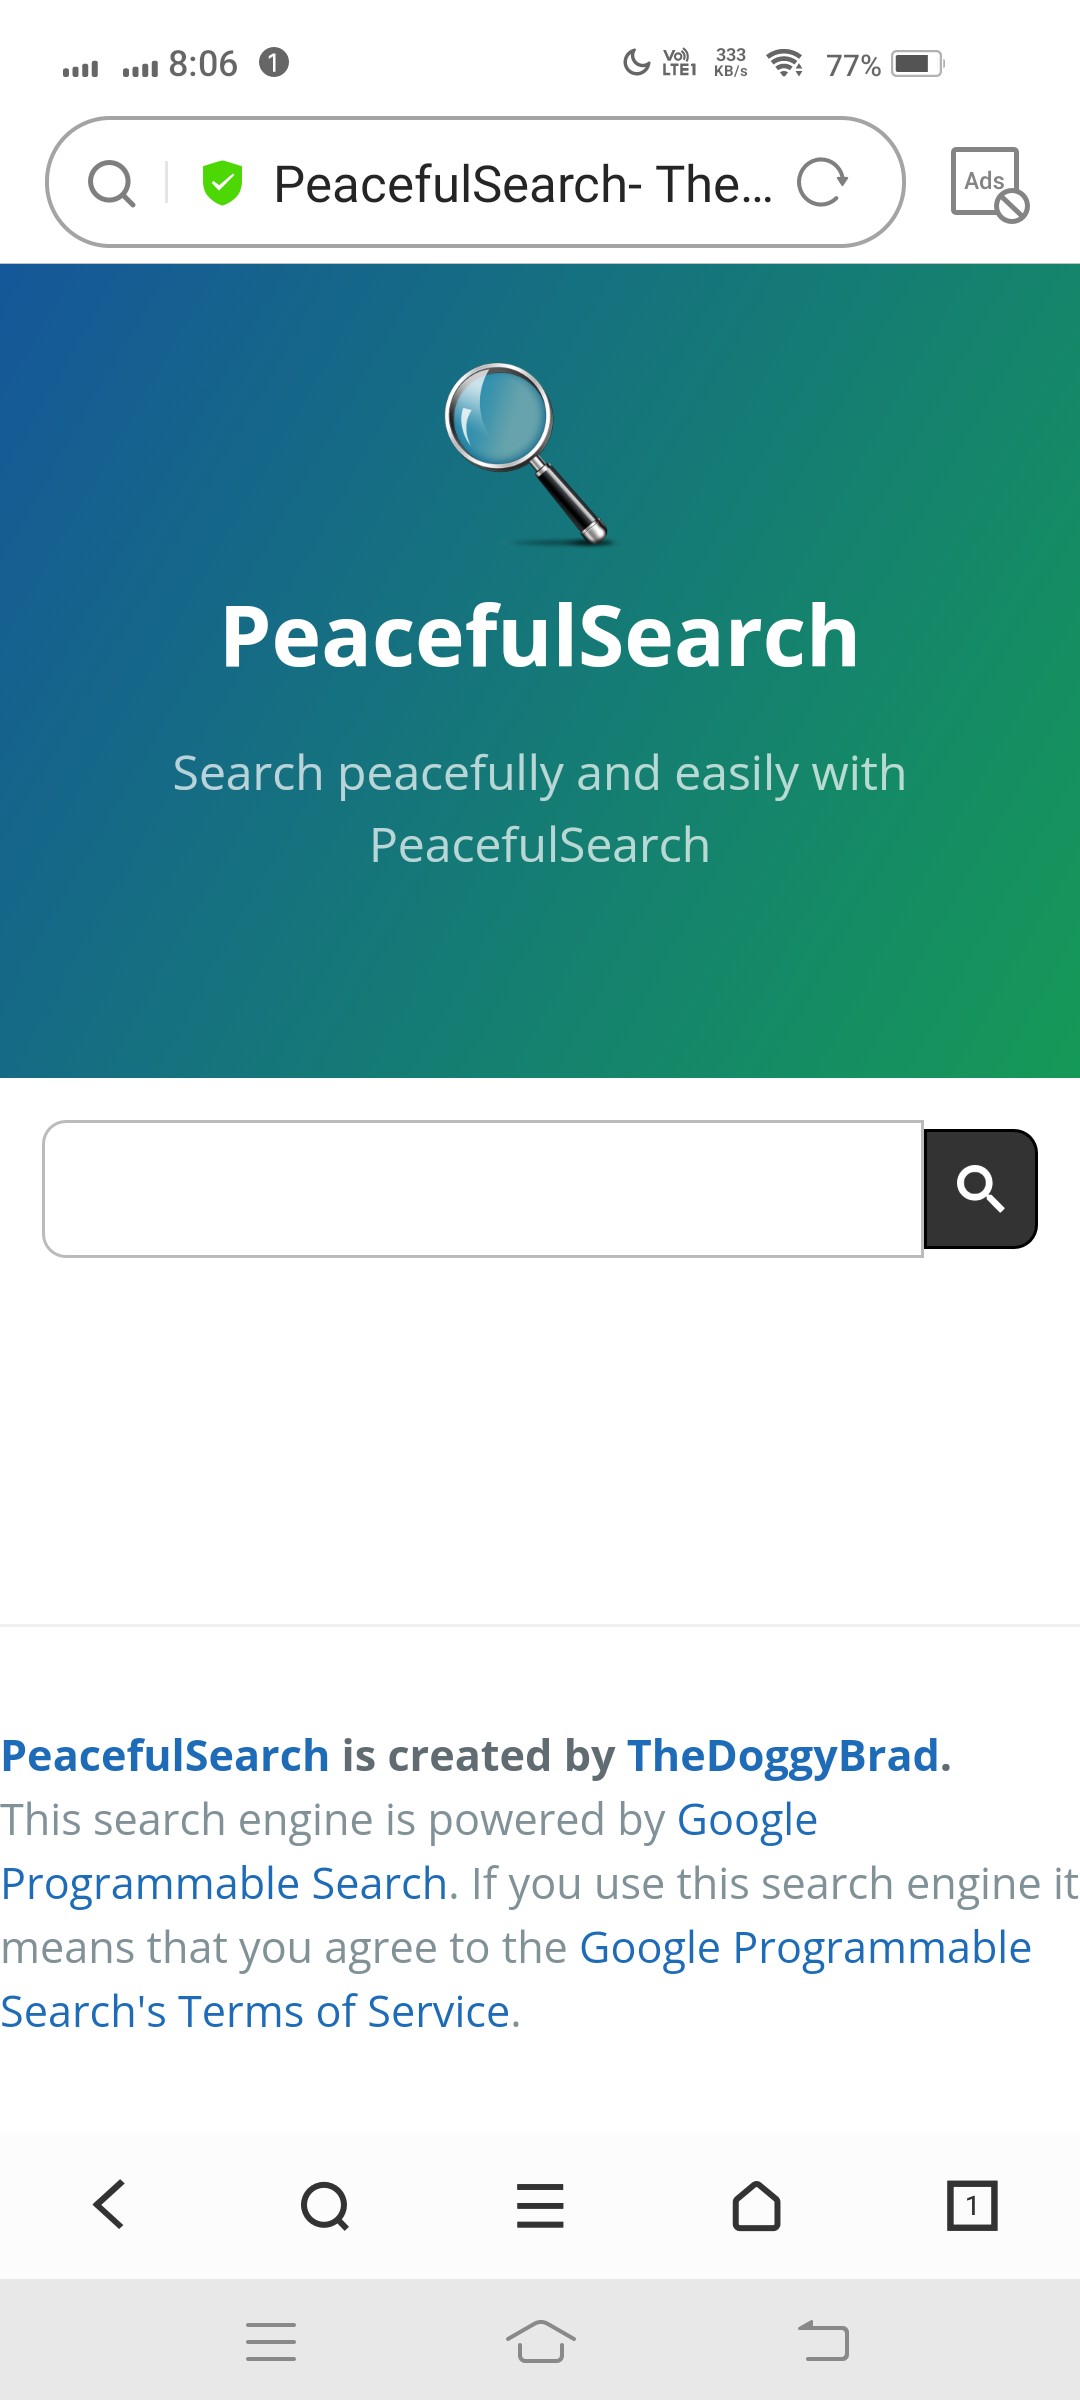 8:06 1 Vo) LTE1 333 KB/s 77%
PeacefulSearch- The... Ads
PeacefulSearch
Search peacefully and easily with
PeacefulSearch
PeacefulSearch is created by TheDoggyBrad.
This search engine is powered by Google
Programmable Search. If you use this search engine it
means that you agree to the Google Programmable
Search's Terms of Service.
1